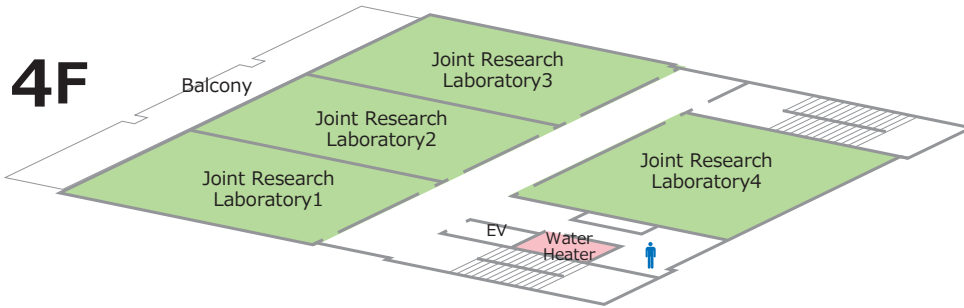 4F
Balcony
Joint Research
Laboratory3
Joint Research
Laboratory2
Joint Research
Laboratory1
Joint Research
Laboratory4
EV
Water
Heater